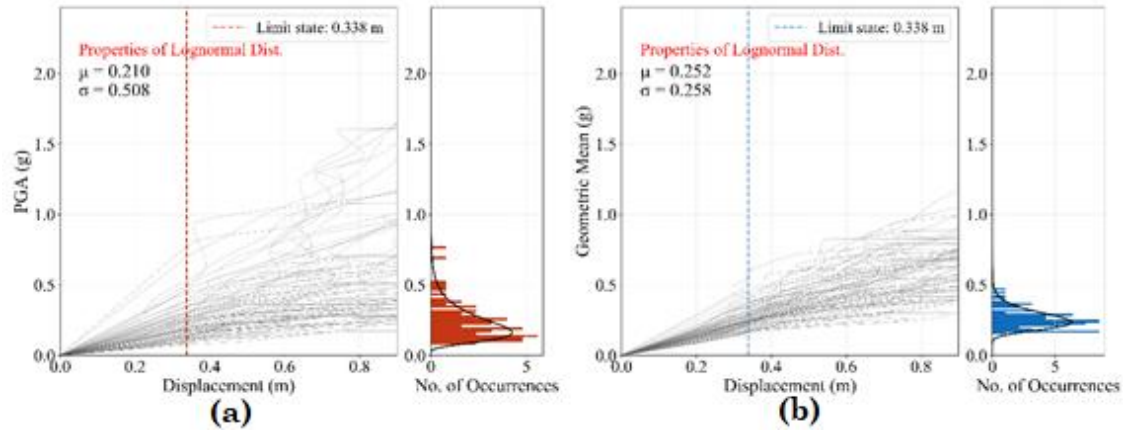 Limit state: 0.338 m
Properties of Lognormal Dist.
μ = 0.210
σ = 0.508
PGA (g)
2.0
1.5
1.0
0.5
0.0
0.0 0.2 0.4 0.6 0.8
Displacement (m)
2.0
1.5
1.0
0.5
0.0
0 5
No. of Occurrences
(a)
Limit state: 0.338 m
Properties of Lognormal Dist.
μ = 0.252
σ = 0.258
Geometric Mean (g)
2.0
1.5
1.0
0.5
0.0
0.0 0.2 0.4 0.6 0.8
Displacement (m)
2.0
1.5
1.0
0.5
0.0
0 5
No. of Occurrences
(b)